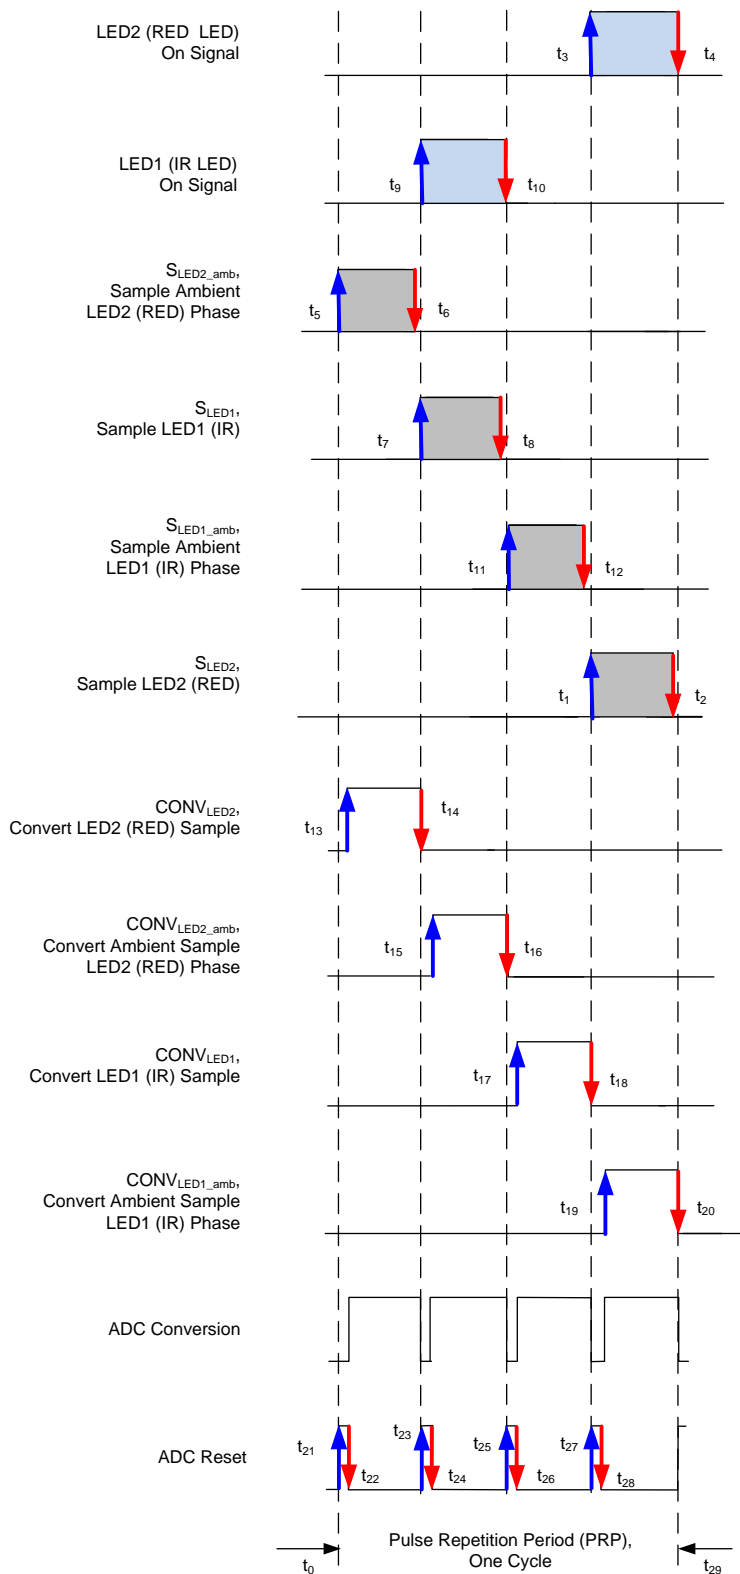 LED2 (RED LED)
On Signal
t3
t4
LED1 (IR LED)
On Signal
t9
t10
SLED2_amb,
Sample Ambient
LED2 (RED) Phase
t5
t6
SLED1,
Sample LED1 (IR)
t7
t8
SLED1_amb,
Sample Ambient
LED1 (IR) Phase
t11
t12
SLED2,
Sample LED2 (RED)
t1
t2
CONVLED2,
Convert LED2 (RED) Sample
t13
t14
CONVLED2_amb,
Convert Ambient Sample
LED2 (RED) Phase
t15
t16
CONVLED1,
Convert LED1 (IR) Sample
t17
t18
CONVLED1_amb,
Convert Ambient Sample
LED1 (IR) Phase
t19
t20
ADC Conversion
ADC Reset
t21
t22
t23
t24
t25
t26
t27
t28
t0
Pulse Repetition Period (PRP),
One Cycle
t29